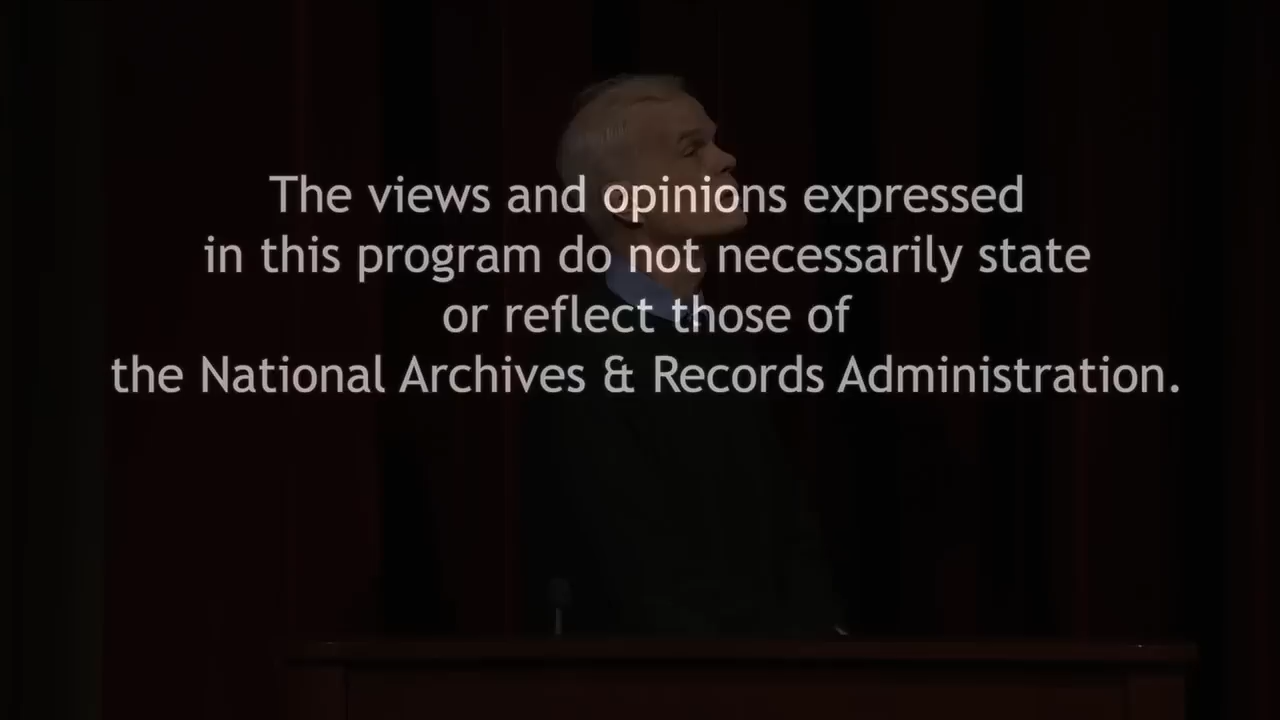 The views and opinions expressed
in this program do not necessarily state
or reflect those of
the National Archives & Records Administration.